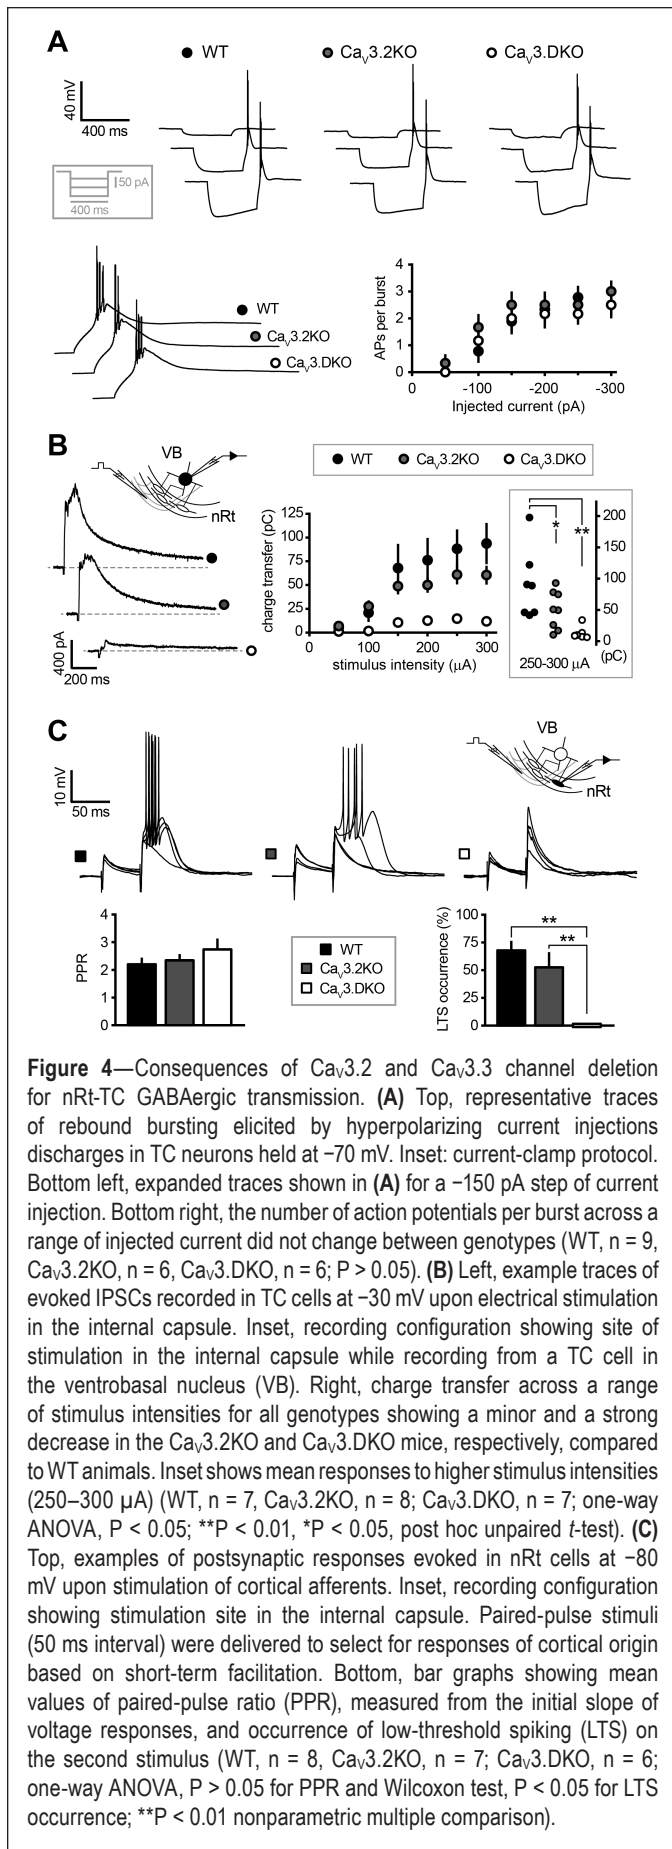 A
WT
Cav3.2KO
Cav3.DKO
40 mV
400 ms
50 pA
400 ms
WT
Cav3.2KO
Cav3.DKO
APs per burst
4
3
2
1
0
0
-100
-200
-300
Injected current (pA)
B
VB
nRt
WT
Cav3.2KO
Cav3.DKO
400 pA
200 ms
charge transfer (pC)
125
100
75
50
25
0
0
100
200
300
stimulus intensity (µA)
*
**
200
100
50
0
(pC)
250-300 µA
C
10 mV
50 ms
VB
nRt
PPR
4
3
2
1
0
WT
Cav3.2KO
Cav3.DKO
LTS occurrence (%)
100
75
50
25
0
**
**
Figure 4—Consequences of Cav3.2 and Cav3.3 channel deletion
for nRt-TC GABAergic transmission. (A) Top, representative traces
of rebound bursting elicited by hyperpolarizing current injections
discharges in TC neurons held at −70 mV. Inset: current-clamp protocol.
Bottom left, expanded traces shown in (A) for a −150 pA step of current
injection. Bottom right, the number of action potentials per burst across a
range of injected current did not change between genotypes (WT, n = 9,
Cav3.2KO, n = 6, Cav3.DKO, n = 6; P > 0.05). (B) Left, example traces of
evoked IPSCs recorded in TC cells at −30 mV upon electrical stimulation
in the internal capsule. Inset, recording configuration showing site of
stimulation in the internal capsule while recording from a TC cell in
the ventrobasal nucleus (VB). Right, charge transfer across a range
of stimulus intensities for all genotypes showing a minor and a strong
decrease in the Cav3.2KO and Cav3.DKO mice, respectively, compared
to WT animals. Inset shows mean responses to higher stimulus intensities
(250–300 µA) (WT, n = 7, Cav3.2KO, n = 8; Cav3.DKO, n = 7; one-way
ANOVA, P < 0.05; **P < 0.01, *P < 0.05, post hoc unpaired t-test). (C)
Top, examples of postsynaptic responses evoked in nRt cells at −80
mV upon stimulation of cortical afferents. Inset, recording configuration
showing stimulation site in the internal capsule. Paired-pulse stimuli
(50 ms interval) were delivered to select for responses of cortical origin
based on short-term facilitation. Bottom, bar graphs showing mean
values of paired-pulse ratio (PPR), measured from the initial slope of
voltage responses, and occurrence of low-threshold spiking (LTS) on
the second stimulus (WT, n = 8, Cav3.2KO, n = 7; Cav3.DKO, n = 6;
one-way ANOVA, P > 0.05 for PPR and Wilcoxon test, P < 0.05 for LTS
occurrence; **P < 0.01 nonparametric multiple comparison).